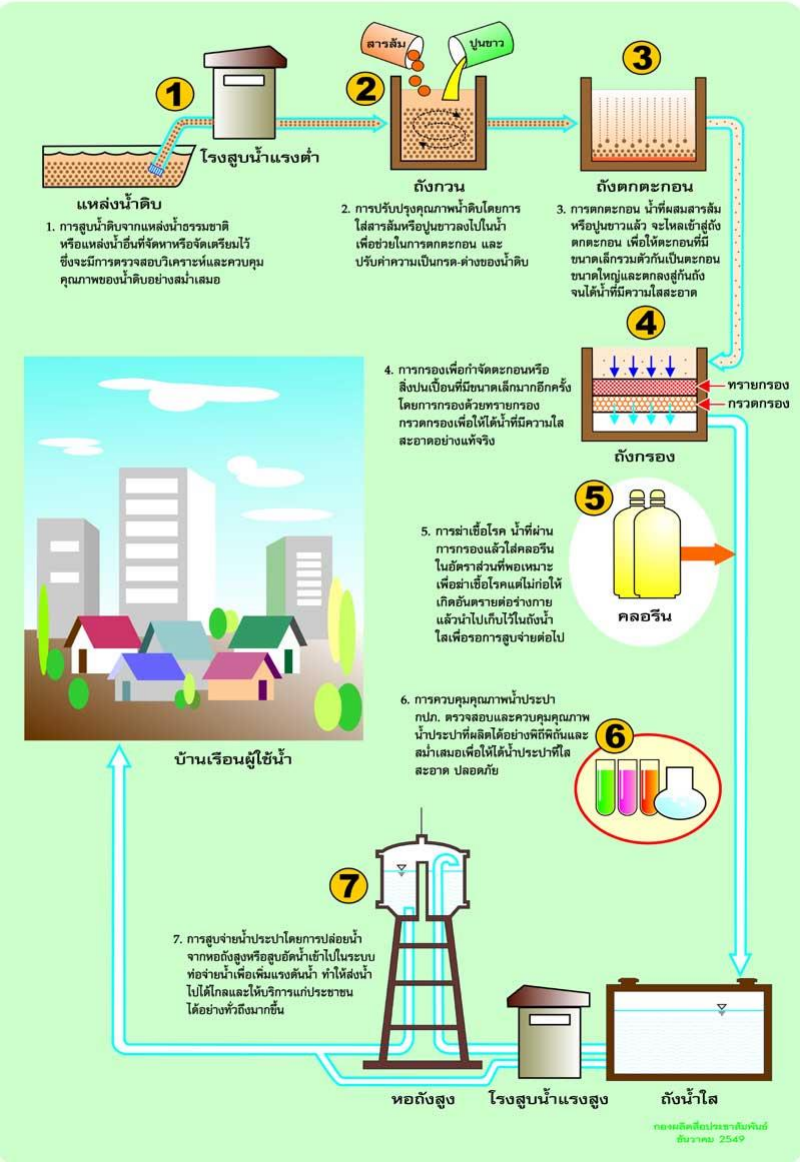 สารส้ม
ปูนขาว
1
2
3
โรงสูบน้ำแรงต่ำ
แหล่งน้ำดิบ
ถังกวน
ถังตกตะกอน
1. การสูบน้ำดิบจากแหล่งน้ำธรรมชาติ
หรือแหล่งน้ำอื่นที่จัดหาหรือจัดเตรียมไว้
ซึ่งจะมีการตรวจสอบวิเคราะห์และควบคุม
คุณภาพของน้ำดิบอย่างสม่ำเสมอ
2. การปรับปรุงคุณภาพน้ำดิบโดยการ
ใส่สารส้มหรือปูนขาวลงไปในน้ำ
เพื่อช่วยในการตกตะกอน และ
ปรับค่าความเป็นกรด-ด่างของน้ำดิบ
3. การตกตะกอน น้ำที่ผสมสารส้ม
หรือปูนขาวแล้ว จะไหลเข้าสู่ถัง
ตกตะกอน เพื่อให้ตะกอนที่มี
ขนาดเล็กรวมตัวกันเป็นตะกอน
ขนาดใหญ่และตกลงสู่ก้นถัง
จนได้น้ำที่มีความใสสะอาด
4
4. การกรองเพื่อกำจัดตะกอนหรือ
สิ่งปนเปื้อนที่มีขนาดเล็กมากอีกครั้ง
โดยการกรองด้วยทรายกรอง
กรวดกรองเพื่อให้ได้น้ำที่มีความใส
สะอาดอย่างแท้จริง
ทรายกรอง
กรวดกรอง
ถังกรอง
5
5. การฆ่าเชื้อโรค น้ำที่ผ่าน
การกรองแล้วใส่คลอรีน
ในอัตราส่วนที่พอเหมาะ
เพื่อฆ่าเชื้อโรคแต่ไม่ก่อให้
เกิดอันตรายต่อร่างกาย
แล้วนำไปเก็บไว้ในถังน้ำ
ใสเพื่อรอการสูบจ่ายต่อไป
คลอรีน
6. การควบคุมคุณภาพน้ำประปา
กปภ. ตรวจสอบและควบคุมคุณภาพ
น้ำประปาที่ผลิตได้อย่างพิถีพิถันและ
สม่ำเสมอเพื่อให้ได้น้ำประปาที่ใส
สะอาด ปลอดภัย
6
บ้านเรือนผู้ใช้น้ำ
7
7. การสูบจ่ายน้ำประปาโดยการปล่อยน้ำ
จากหอถังสูงหรือสูบอัดน้ำเข้าไปในระบบ
ท่อจ่ายน้ำเพื่อเพิ่มแรงดันน้ำ ทำให้ส่งน้ำ
ไปได้ไกลและให้บริการแก่ประชาชน
ได้อย่างทั่วถึงมากขึ้น
หอถังสูง
โรงสูบน้ำแรงสูง
ถังน้ำใส
กองผลิตสื่อประชาสัมพันธ์
ธันวาคม 2549